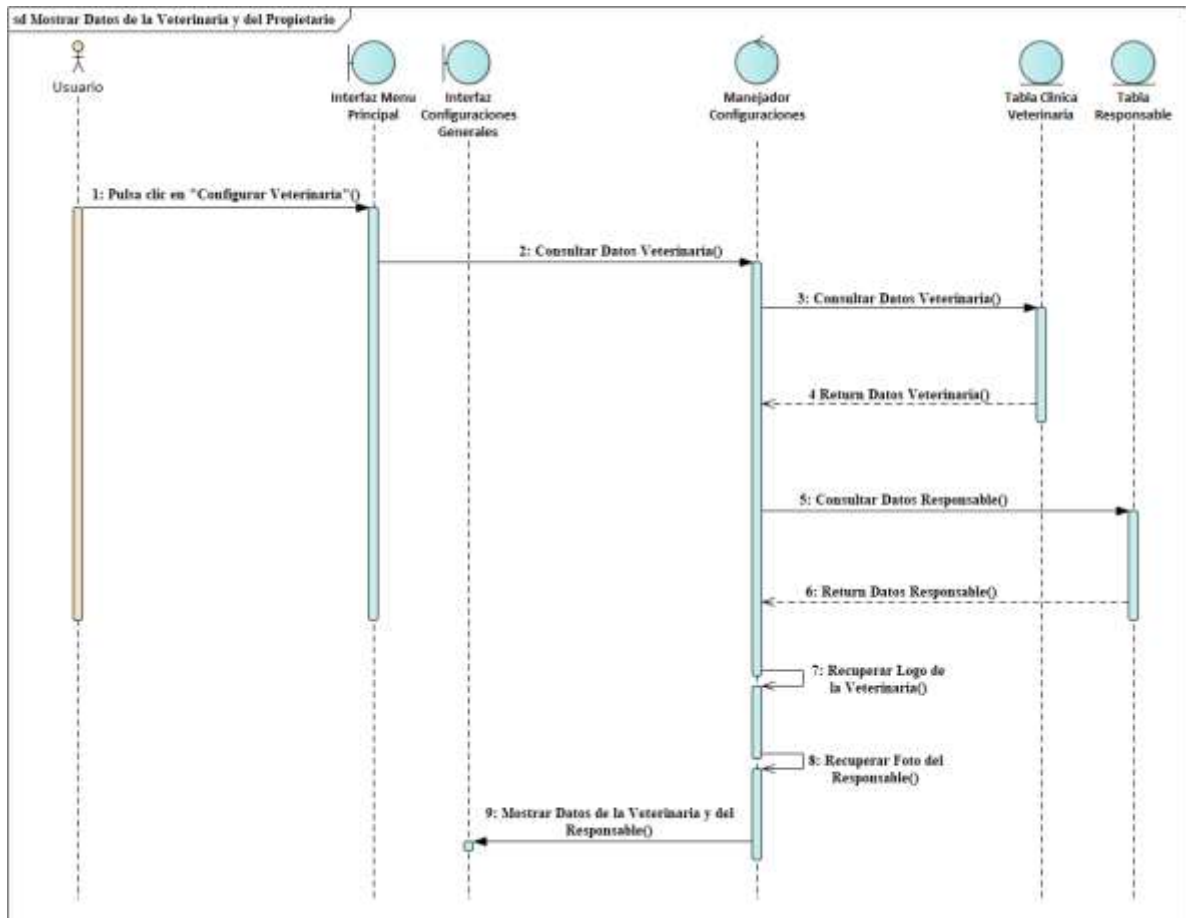 sd Mostrar Datos de la Veterinaria y del Propietario
Usuario
Interfaz Menu
Principal
Interfaz
Configuraciones
Generales
Manejador
Configuraciones
Tabla Clinica
Veterinaria
Tabla
Responsable
1: Pulsa clic en "Configurar Veterinaria"()
2: Consultar Datos Veterinaria()
3: Consultar Datos Veterinaria()
4 Return Datos Veterinaria()
5: Consultar Datos Responsable()
6: Return Datos Responsable()
7: Recuperar Logo de
la Veterinaria()
8: Recuperar Foto del
Responsable()
9: Mostrar Datos de la Veterinaria y del
Responsable()